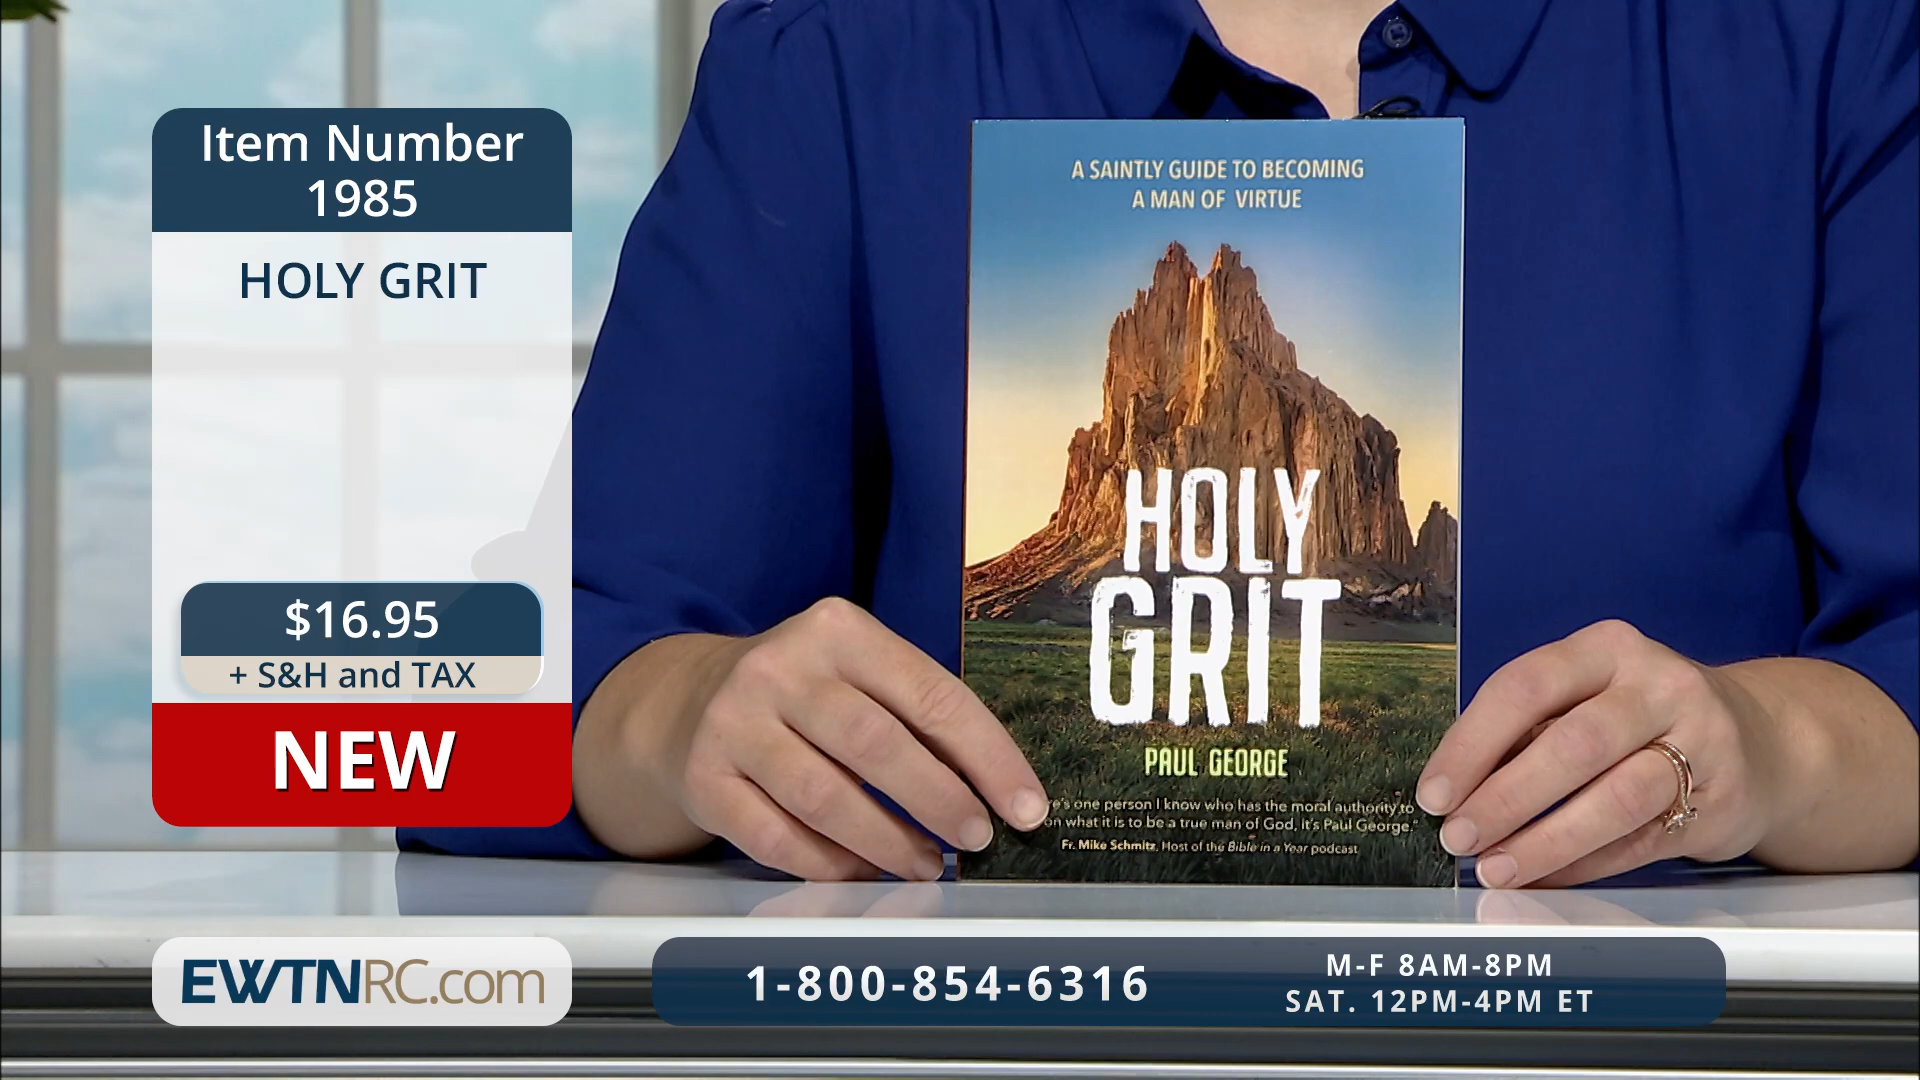 Item Number
1985
HOLY GRIT
$16.95
+ S&H and TAX
NEW
A SAINTLY GUIDE TO BECOMING
A MAN OF VIRTUE
HOLY
GRIT
PAUL GEORGE
one person I know who has the moral authority to
on what it is to be a true man of God, it's Paul George."
Fr. Mike Schmitz, Host of the Bible in a Year podcast
EWTNRC.com
1-800-854-6316
M-F 8AM-8PM
SAT. 12PM-4PM ET